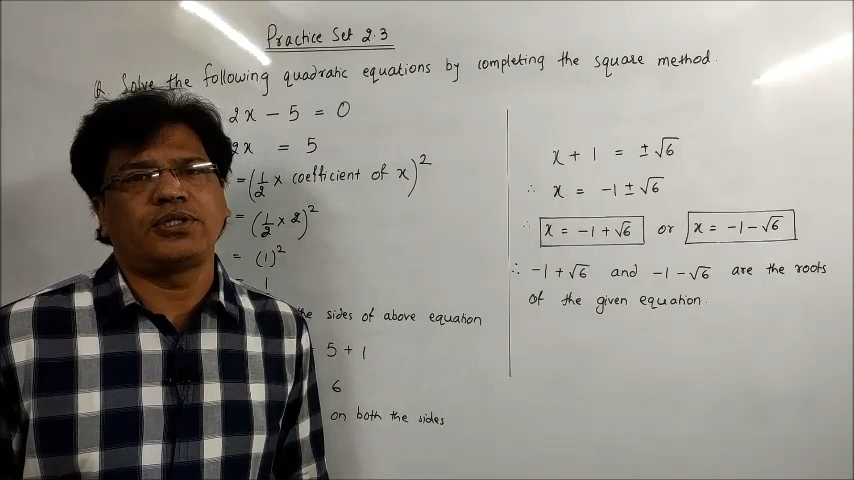 Practice Set 2.3
Q. Solve the following quadratic equations by completing the square method.
2x - 5 = 0
2x = 5
= (1/2 × coefficient of x)²
= (1/2 × 2)²
= (1)²
= 1
the sides of above equation
5 + 1
6
on both the sides
x + 1 = ± √6
∴ x = -1 ± √6
∴ x = -1 + √6 or x = -1 - √6
∴ -1 + √6 and -1 - √6 are the roots
of the given equation.